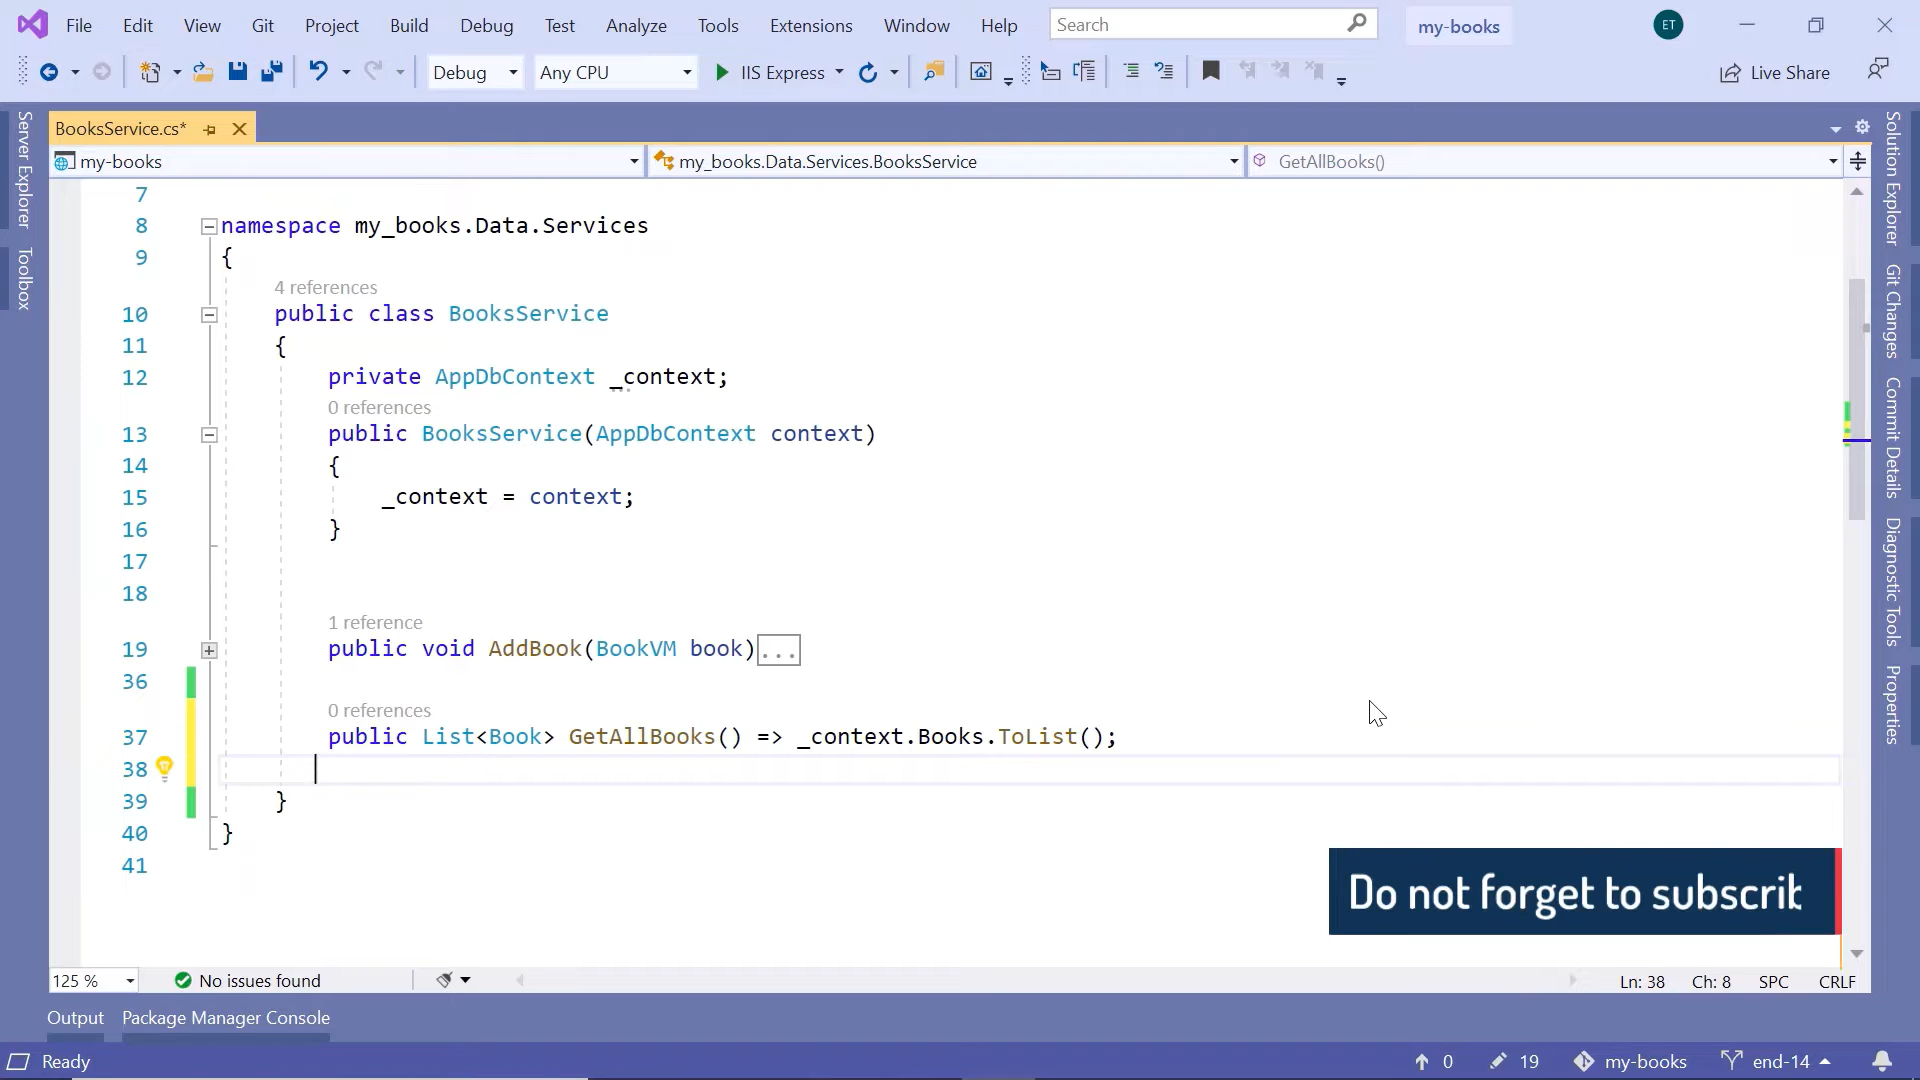 File Edit View Git Project Build Debug Test Analyze Tools Extensions Window Help Search my-books ET
Debug Any CPU IIS Express Live Share
Server Explorer
Toolbox
BooksService.cs*
my-books my_books.Data.Services.BooksService GetAllBooks()
7
8 namespace my_books.Data.Services
9 {
4 references
10 public class BooksService
11 {
12 private AppDbContext _context;
0 references
13 public BooksService(AppDbContext context)
14 {
15 _context = context;
16 }
17
18
1 reference
19 public void AddBook(BookVM book)...
36
0 references
37 public List<Book> GetAllBooks() => _context.Books.ToList();
38
39 }
40 }
41
Do not forget to subscrib
Solution Explorer
Git Changes
Commit Details
Diagnostic Tools
Properties
125 % No issues found Ln: 38 Ch: 8 SPC CRLF
Output Package Manager Console
Ready 0 19 my-books end-14